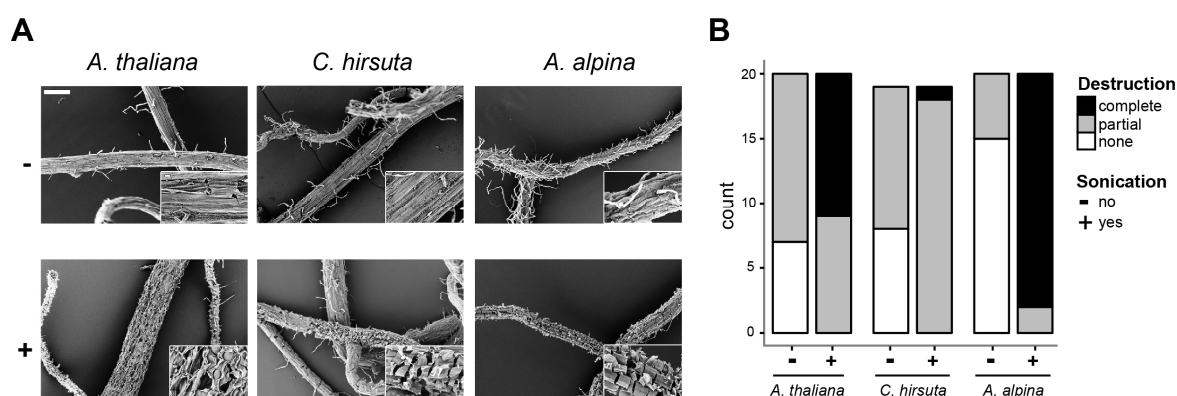 A
A. thaliana
C. hirsuta
A. alpina
-
+
B
count
20
15
10
5
0
- + - + - +
A. thaliana C. hirsuta A. alpina
Destruction
complete
partial
none
Sonication
- no
+ yes